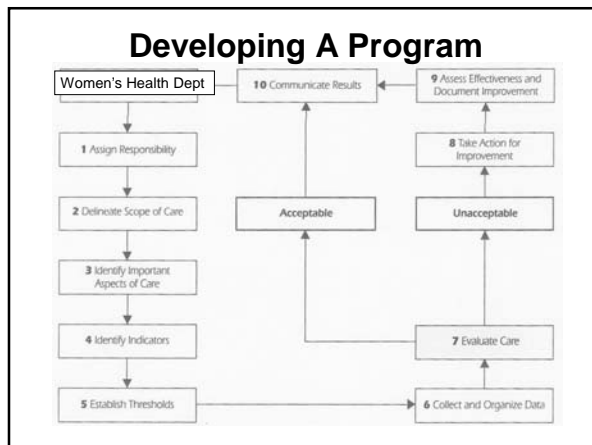 Developing A Program
Women's Health Dept
1 Assign Responsibility
2 Delineate Scope of Care
3 Identify Important
Aspects of Care
4 Identify Indicators
5 Establish Thresholds
6 Collect and Organize Data
7 Evaluate Care
Acceptable
Unacceptable
8 Take Action for
Improvement
9 Assess Effectiveness and
Document Improvement
10 Communicate Results